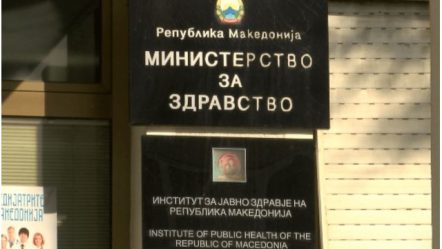 Република Македонија
МИНИСТЕРСТВО
ЗА
ЗДРАВСТВО
ИНСТИТУТ ЗА ЈАВНО ЗДРАВЈЕ НА
РЕПУБЛИКА МАКЕДОНИЈА
INSTITUTE OF PUBLIC HEALTH OF THE
REPUBLIC OF MACEDONIA